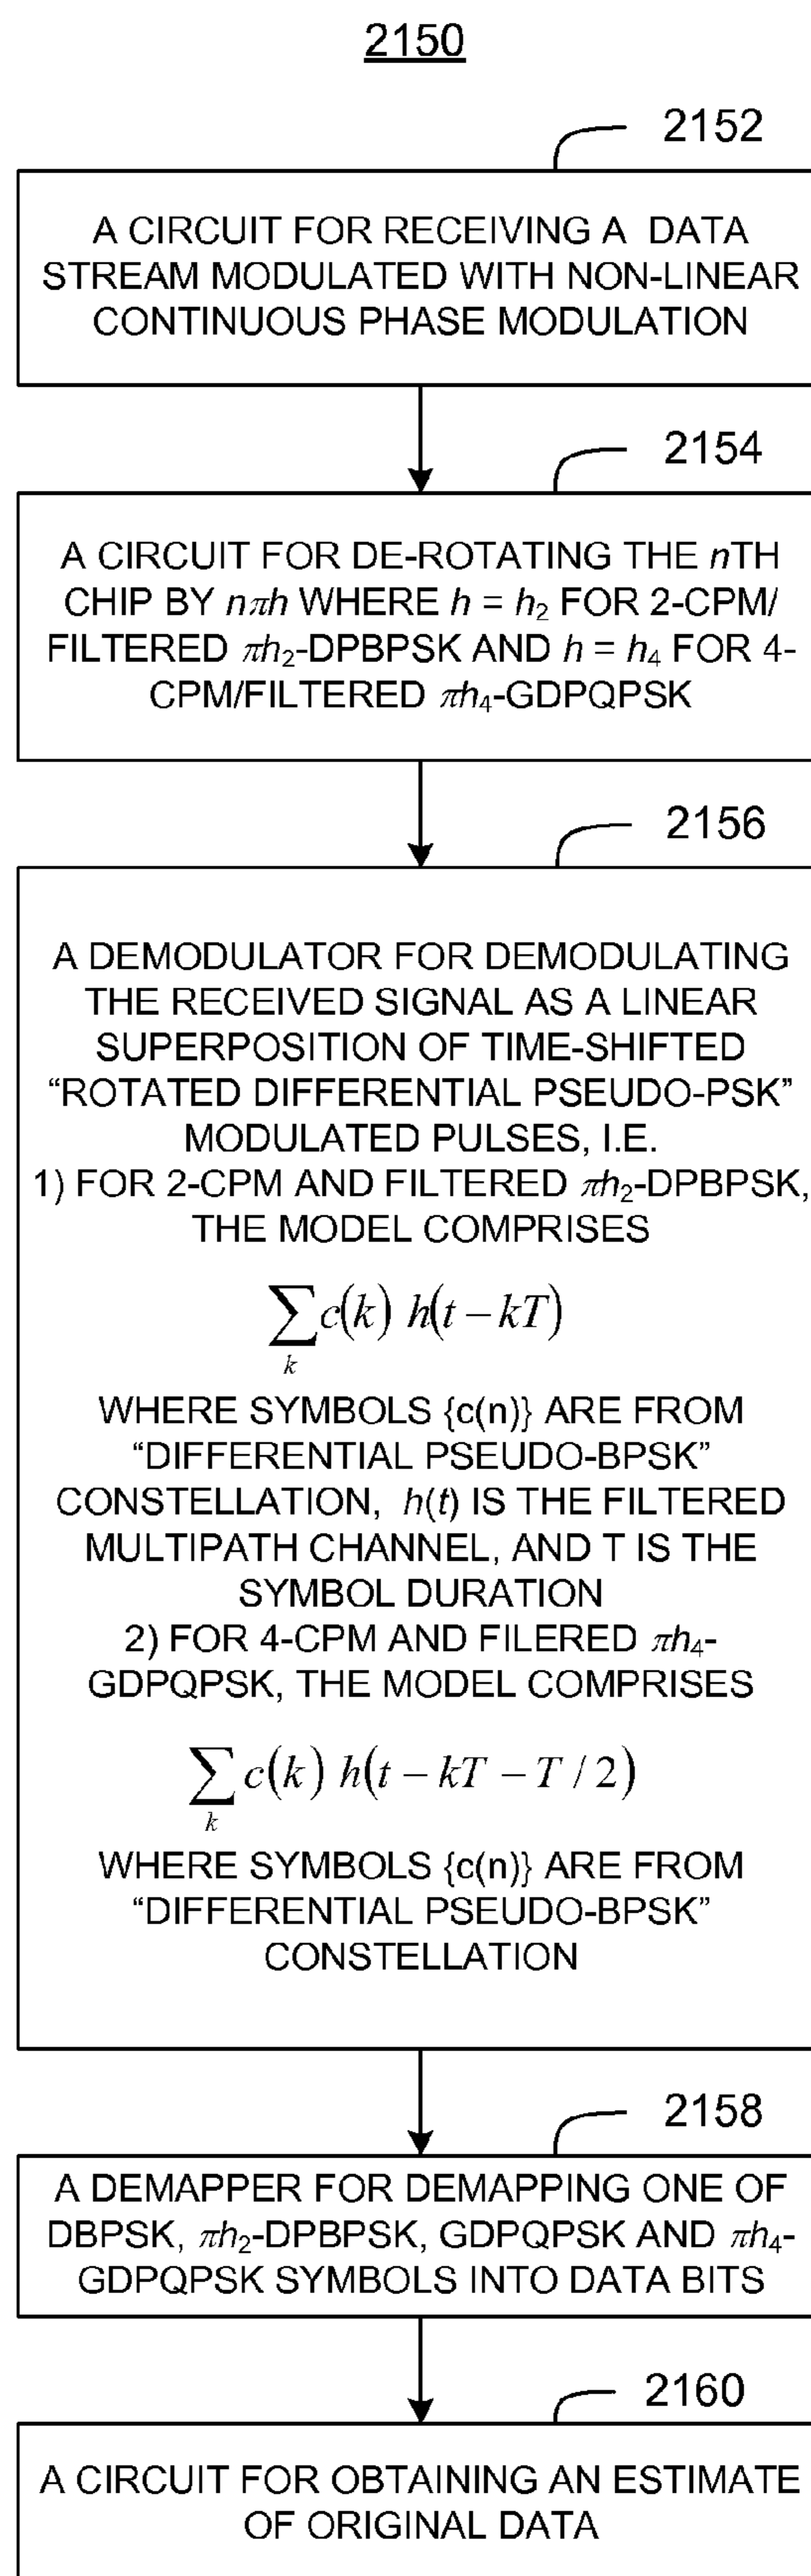 2150
2152
A CIRCUIT FOR RECEIVING A DATA
STREAM MODULATED WITH NON-LINEAR
CONTINUOUS PHASE MODULATION
2154
A CIRCUIT FOR DE-ROTATING THE nTH
CHIP BY nπh WHERE h = h₂ FOR 2-CPM/
FILTERED πh₂-DPBPSK AND h = h₄ FOR 4-
CPM/FILTERED πh₄-GDPQPSK
2156
A DEMODULATOR FOR DEMODULATING
THE RECEIVED SIGNAL AS A LINEAR
SUPERPOSITION OF TIME-SHIFTED
“ROTATED DIFFERENTIAL PSEUDO-PSK”
MODULATED PULSES, I.E.
1) FOR 2-CPM AND FILTERED πh₂-DPBPSK,
THE MODEL COMPRISES
∑c(k) h(t – kT)
k
WHERE SYMBOLS {c(n)} ARE FROM
“DIFFERENTIAL PSEUDO-BPSK”
CONSTELLATION, h(t) IS THE FILTERED
MULTIPATH CHANNEL, AND T IS THE
SYMBOL DURATION
2) FOR 4-CPM AND FILERED πh₄-
GDPQPSK, THE MODEL COMPRISES
∑c(k) h(t – kT – T / 2)
k
WHERE SYMBOLS {c(n)} ARE FROM
“DIFFERENTIAL PSEUDO-BPSK”
CONSTELLATION
2158
A DEMAPPER FOR DEMAPPING ONE OF
DBPSK, πh₂-DPBPSK, GDPQPSK AND πh₄-
GDPQPSK SYMBOLS INTO DATA BITS
2160
A CIRCUIT FOR OBTAINING AN ESTIMATE
OF ORIGINAL DATA